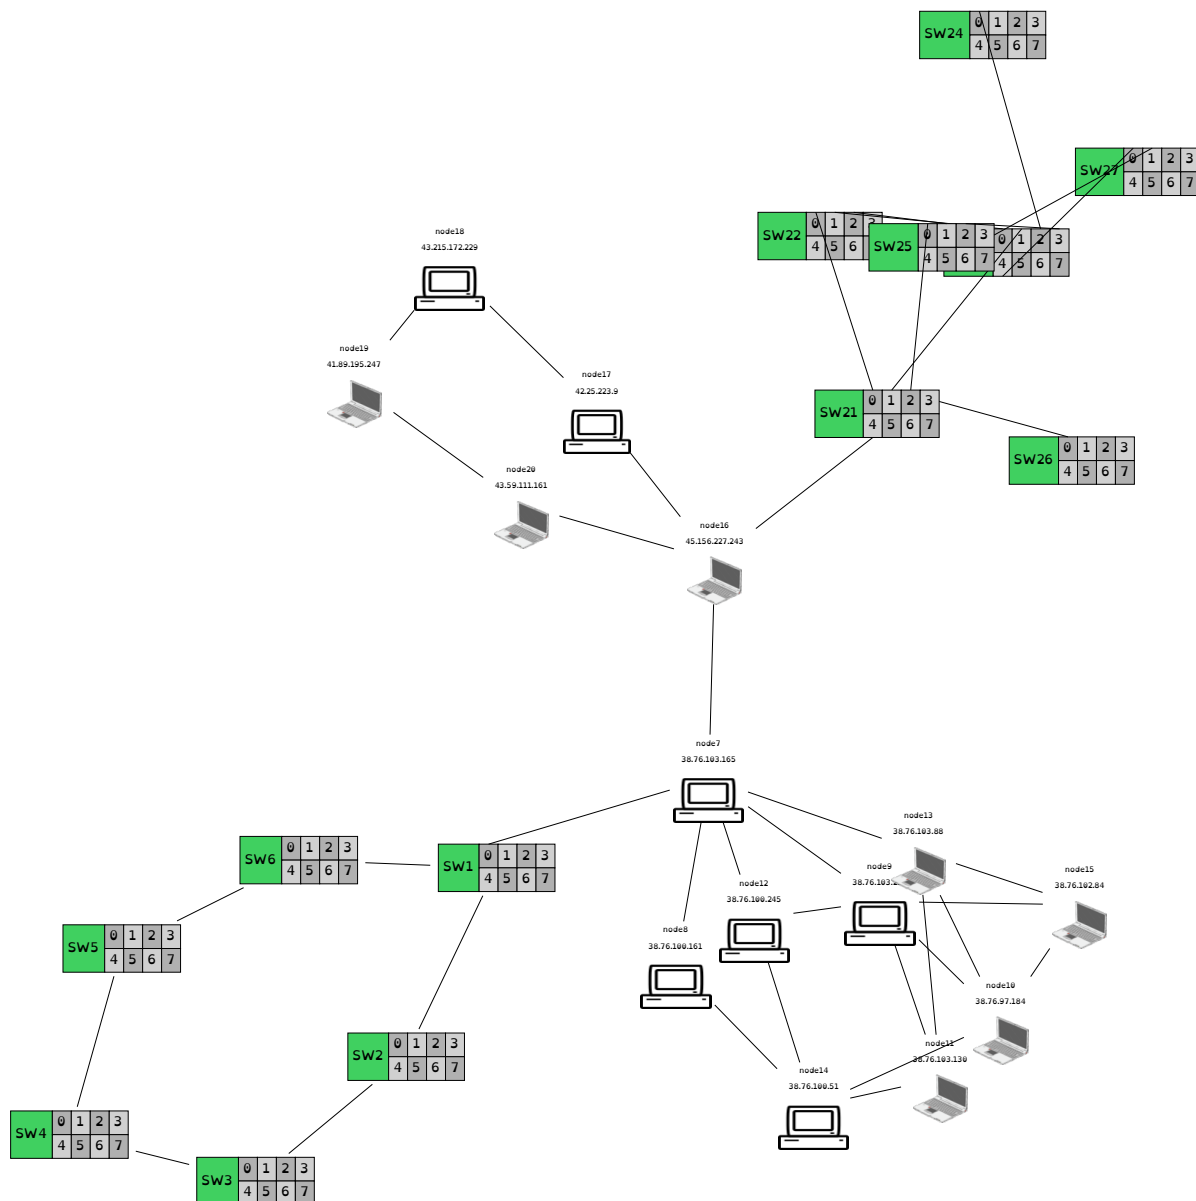 SW24 0 1 2 3
4 5 6 7
SW27 0 1 2 3
4 5 6 7
SW22 0 1 2 3
4 5 6
SW25 0 1 2 3
4 5 6 7
0 1 2 3
4 5 6 7
node18
43.215.172.229
node19
41.89.195.247
node17
42.25.223.9
SW21 0 1 2 3
4 5 6 7
SW26 0 1 2 3
4 5 6 7
node20
43.59.111.161
node16
45.156.227.243
node7
38.76.103.165
node13
38.76.103.88
SW6 0 1 2 3
4 5 6 7
SW1 0 1 2 3
4 5 6 7
node9
node15
38.76.102.84
node12
38.76.100.245
node8
38.76.100.161
SW5 0 1 2 3
4 5 6 7
node10
38.76.97.184
SW2 0 1 2 3
4 5 6 7
node11
38.76.103.130
node14
38.76.100.51
SW4 0 1 2 3
4 5 6 7
SW3 0 1 2 3
4 5 6 7